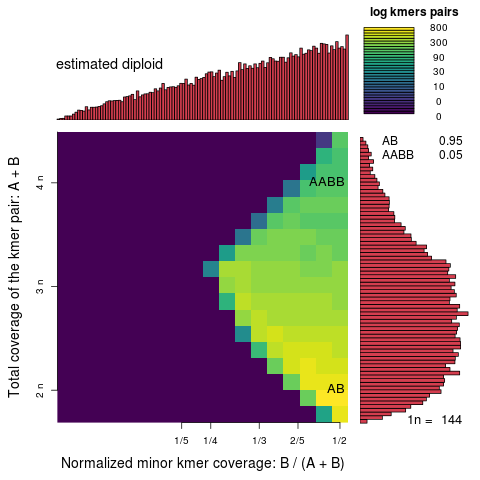 log kmers pairs
800
300
90
30
10
0
0
estimated diploid
AB 0.95
AABB 0.05
AABB
AB
1n = 144
Total coverage of the kmer pair: A + B
4 n
3 n
2 n
1/5 1/4 1/3 2/5 1/2
Normalized minor kmer coverage: B / (A + B)